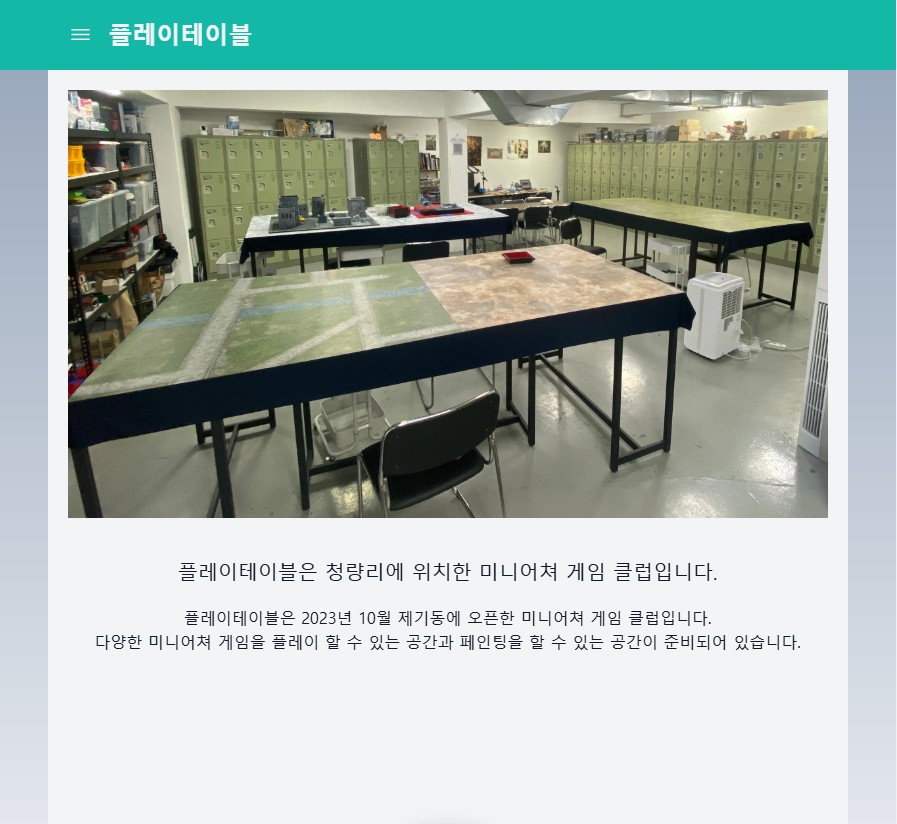 플레이테이블
플레이테이블은 청량리에 위치한 미니어쳐 게임 클럽입니다.
플레이테이블은 2023년 10월 제기동에 오픈한 미니어쳐 게임 클럽입니다.
다양한 미니어쳐 게임을 플레이 할 수 있는 공간과 페인팅을 할 수 있는 공간이 준비되어 있습니다.